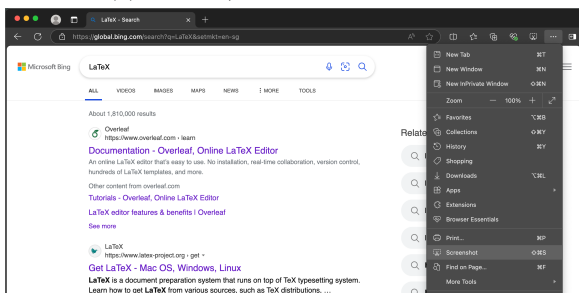 LaTeX - Search
https://global.bing.com/search?q=LaTeX&setmkt=en-sg
Microsoft Bing
LaTeX
ALL VIDEOS IMAGES MAPS NEWS MORE TOOLS
About 1,810,000 results
Overleaf
https://www.overleaf.com › learn
Documentation - Overleaf, Online LaTeX Editor
An online LaTeX editor that's easy to use. No installation, real-time collaboration, version control,
hundreds of LaTeX templates, and more.
Other content from overleaf.com
Tutorials - Overleaf, Online LaTeX Editor
LaTeX editor features & benefits | Overleaf
See more
LaTeX
https://www.latex-project.org › get
Get LaTeX - Mac OS, Windows, Linux
LaTeX is a document preparation system that runs on top of TeX typesetting system.
Learn how to get LaTeX from various sources, such as TeX distributions, ...
Relate
New Tab ⌘T
New Window ⌘N
New InPrivate Window ⇧⌘N
Zoom — 100% +
Favorites ⌥⌘B
Collections ⇧⌘Y
History ⌘Y
Shopping
Downloads ⌥⌘L
Apps
Extensions
Browser Essentials
Print... ⌘P
Screenshot ⇧⌘S
Find on Page... ⌘F
More Tools